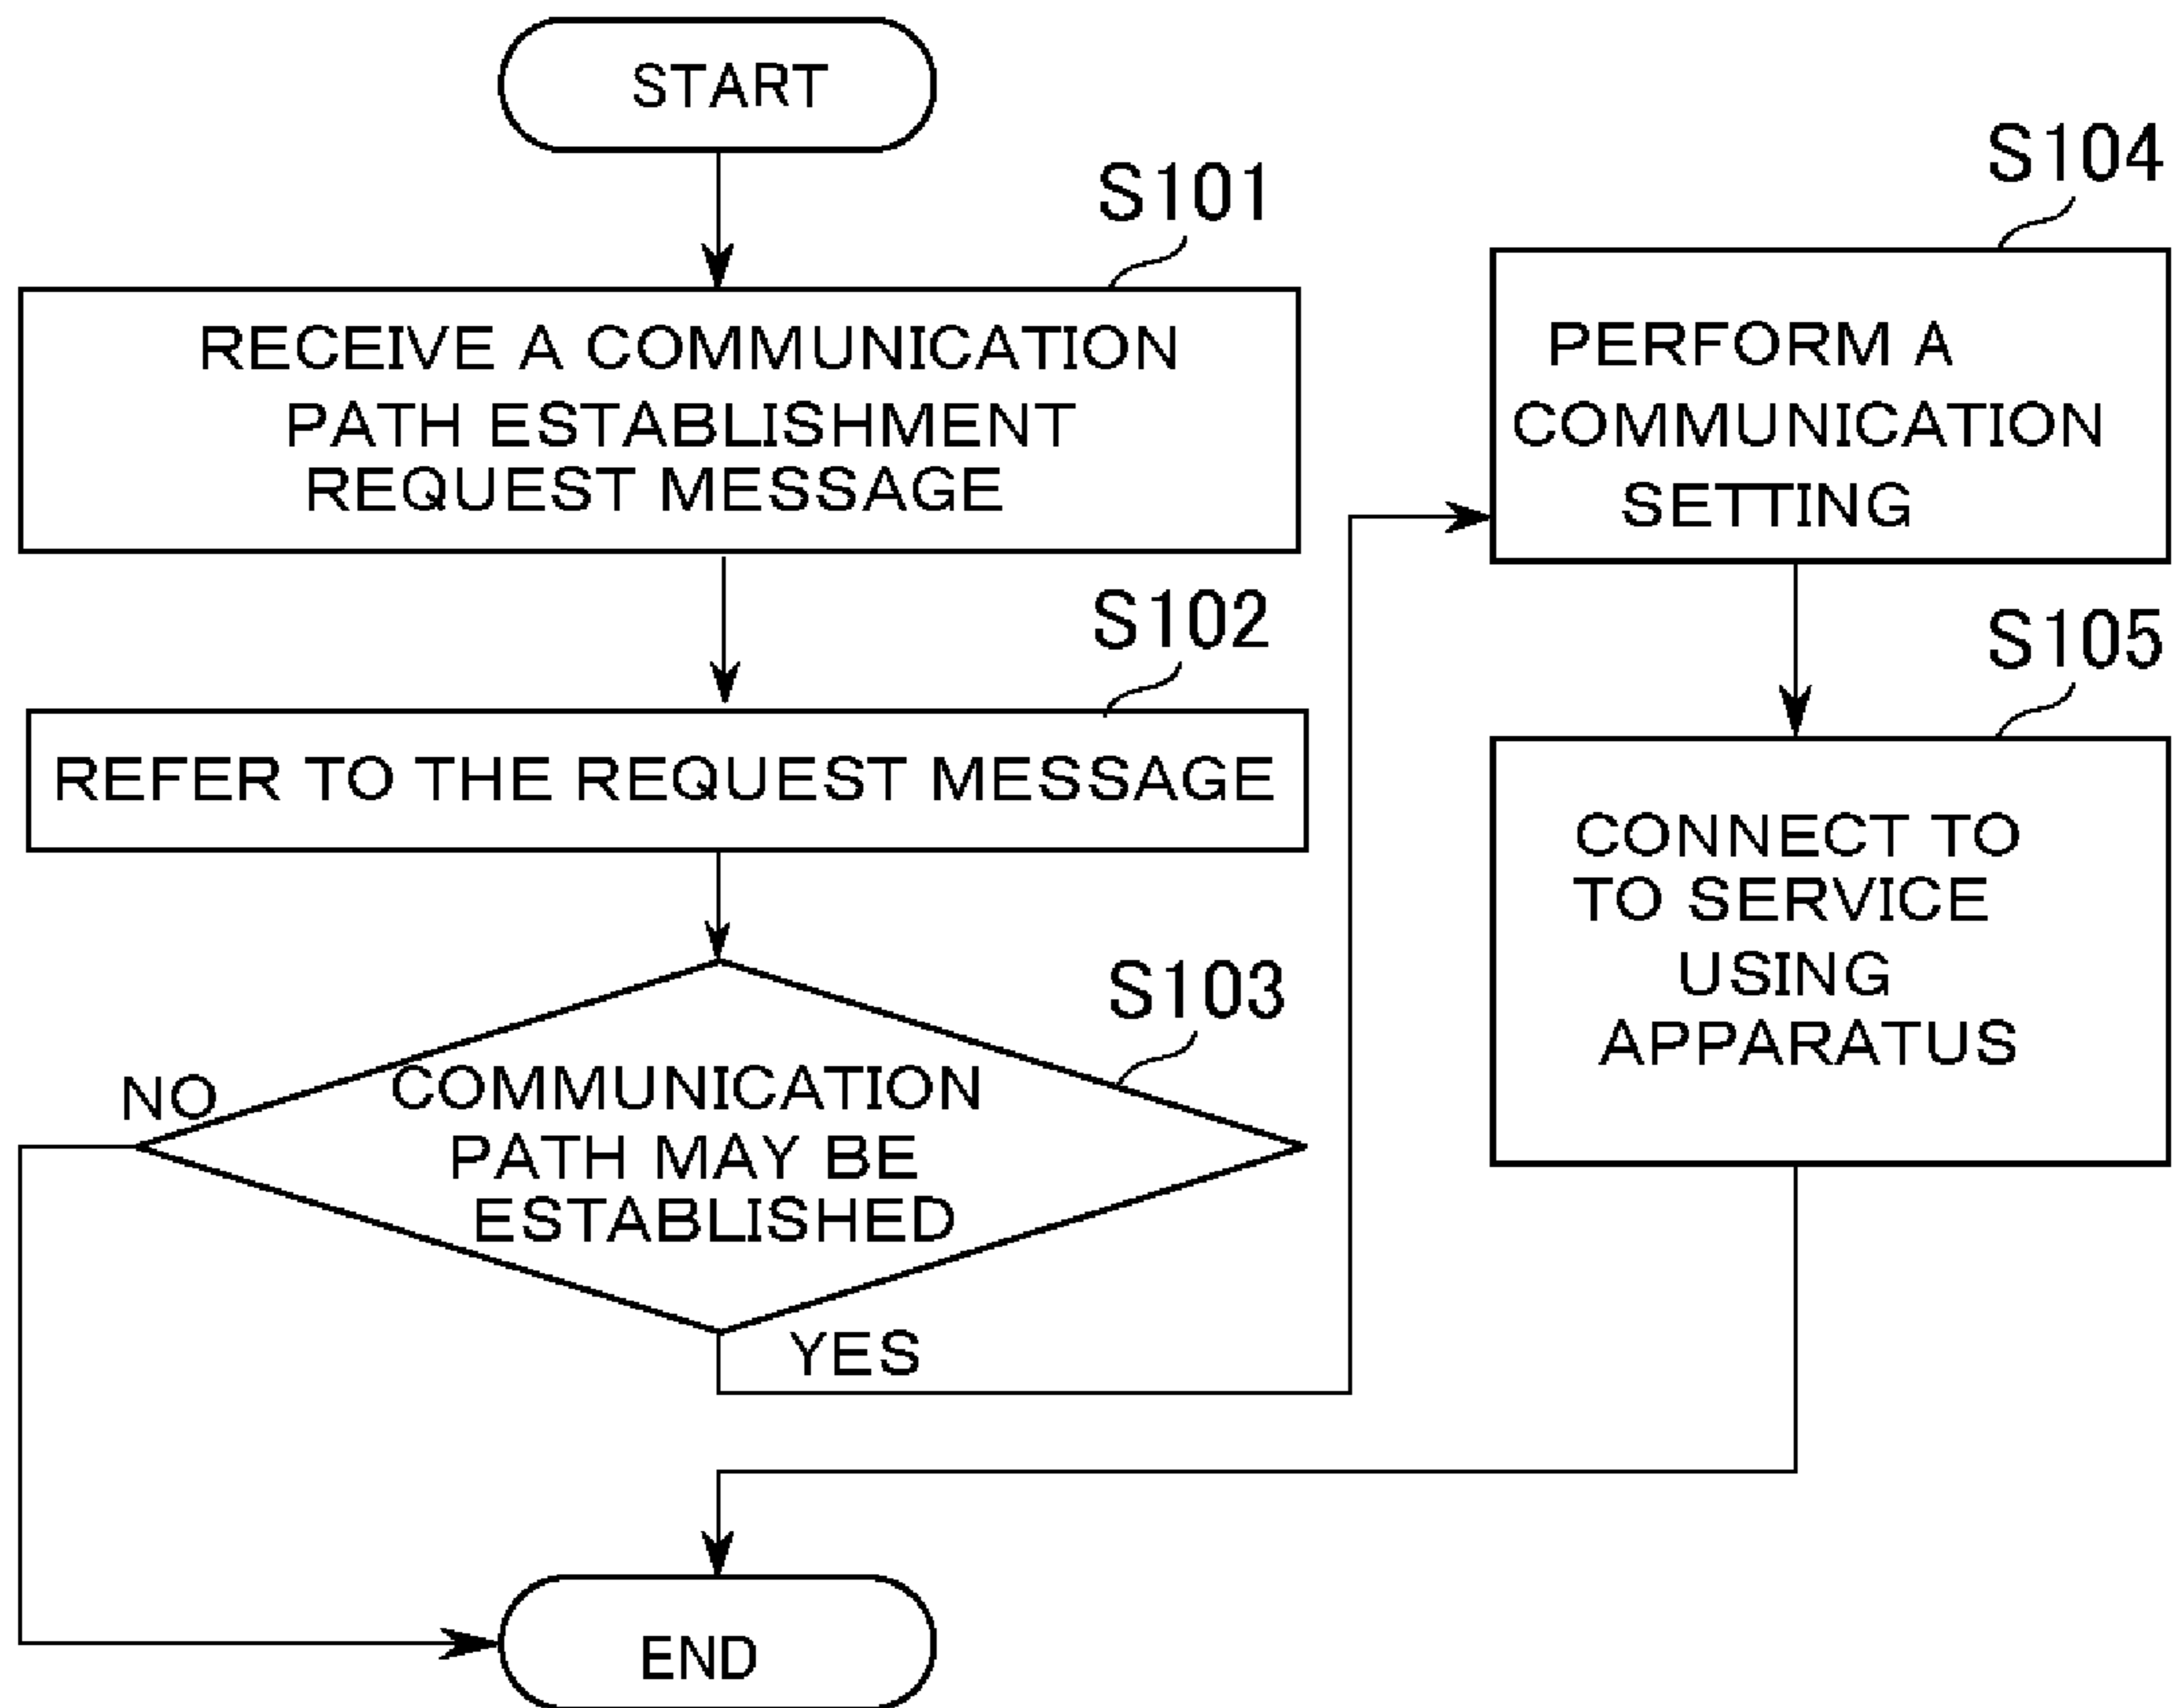 START
S101
RECEIVE A COMMUNICATION
PATH ESTABLISHMENT
REQUEST MESSAGE
S102
REFER TO THE REQUEST MESSAGE
S103
COMMUNICATION
PATH MAY BE
ESTABLISHED
NO
YES
S104
PERFORM A
COMMUNICATION
SETTING
S105
CONNECT TO
TO SERVICE
USING
APPARATUS
END